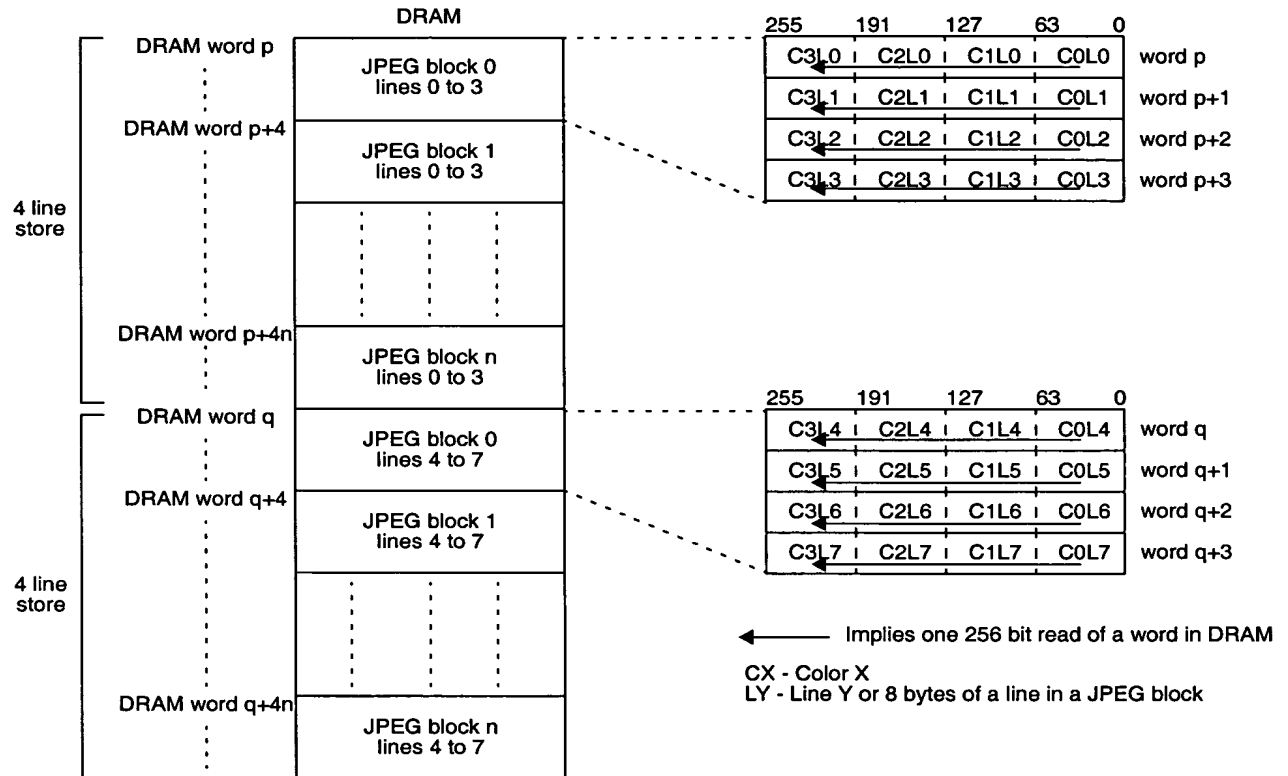 DRAM
DRAM word p
JPEG block 0
lines 0 to 3
DRAM word p+4
JPEG block 1
lines 0 to 3
4 line
store
DRAM word p+4n
JPEG block n
lines 0 to 3
DRAM word q
JPEG block 0
lines 4 to 7
DRAM word q+4
JPEG block 1
lines 4 to 7
4 line
store
DRAM word q+4n
JPEG block n
lines 4 to 7
255 191 127 63 0
C3L0 C2L0 C1L0 C0L0 word p
C3L1 C2L1 C1L1 C0L1 word p+1
C3L2 C2L2 C1L2 C0L2 word p+2
C3L3 C2L3 C1L3 C0L3 word p+3
255 191 127 63 0
C3L4 C2L4 C1L4 C0L4 word q
C3L5 C2L5 C1L5 C0L5 word q+1
C3L6 C2L6 C1L6 C0L6 word q+2
C3L7 C2L7 C1L7 C0L7 word q+3
Implies one 256 bit read of a word in DRAM
CX - Color X
LY - Line Y or 8 bytes of a line in a JPEG block